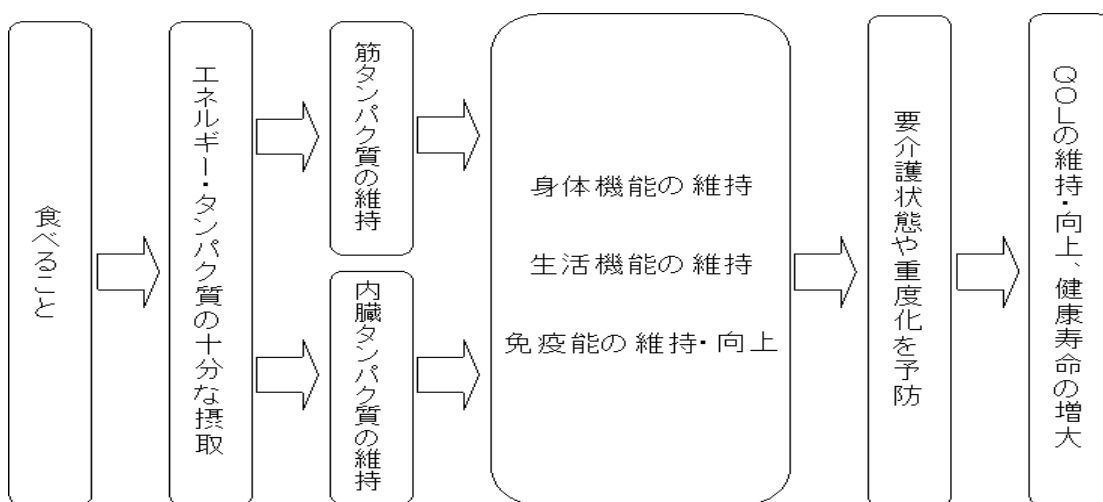 食べること
エネルギー・タンパク質の十分な摂取
筋タンパク質の維持
内臓タンパク質の維持
身体機能の維持
生活機能の維持
免疫能の維持・向上
要介護状態や重度化を予防
QOLの維持・向上、健康寿命の増大